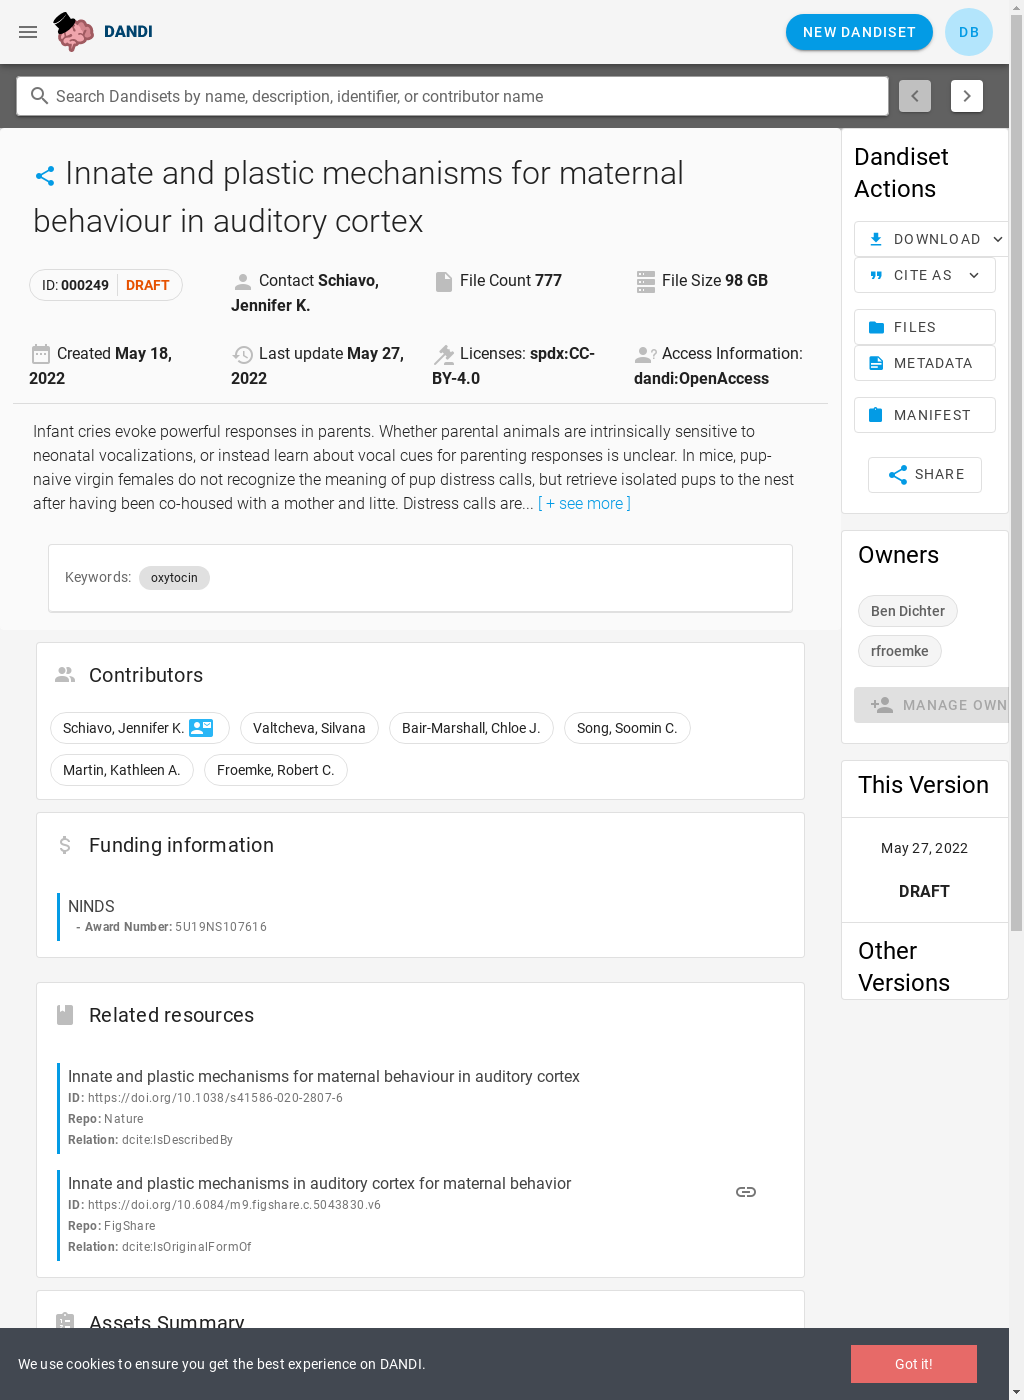 DANDI
NEW DANDISET
DB
Search Dandisets by name, description, identifier, or contributor name
Innate and plastic mechanisms for maternal
behaviour in auditory cortex
ID: 000249 DRAFT
Contact Schiavo,
Jennifer K.
File Count 777
File Size 98 GB
Created May 18,
2022
Last update May 27,
2022
Licenses: spdx:CC-
BY-4.0
Access Information:
dandi:OpenAccess
Infant cries evoke powerful responses in parents. Whether parental animals are intrinsically sensitive to
neonatal vocalizations, or instead learn about vocal cues for parenting responses is unclear. In mice, pup-
naive virgin females do not recognize the meaning of pup distress calls, but retrieve isolated pups to the nest
after having been co-housed with a mother and litte. Distress calls are... [ + see more ]
Keywords: oxytocin
Contributors
Schiavo, Jennifer K.
Valtcheva, Silvana
Bair-Marshall, Chloe J.
Song, Soomin C.
Martin, Kathleen A.
Froemke, Robert C.
Funding information
NINDS
- Award Number: 5U19NS107616
Related resources
Innate and plastic mechanisms for maternal behaviour in auditory cortex
ID: https://doi.org/10.1038/s41586-020-2807-6
Repo: Nature
Relation: dcite:IsDescribedBy
Innate and plastic mechanisms in auditory cortex for maternal behavior
ID: https://doi.org/10.6084/m9.figshare.c.5043830.v6
Repo: FigShare
Relation: dcite:IsOriginalFormOf
Assets Summary
Dandiset
Actions
DOWNLOAD
CITE AS
FILES
METADATA
MANIFEST
SHARE
Owners
Ben Dichter
rfroemke
MANAGE OWN
This Version
May 27, 2022
DRAFT
Other
Versions
We use cookies to ensure you get the best experience on DANDI.
Got it!